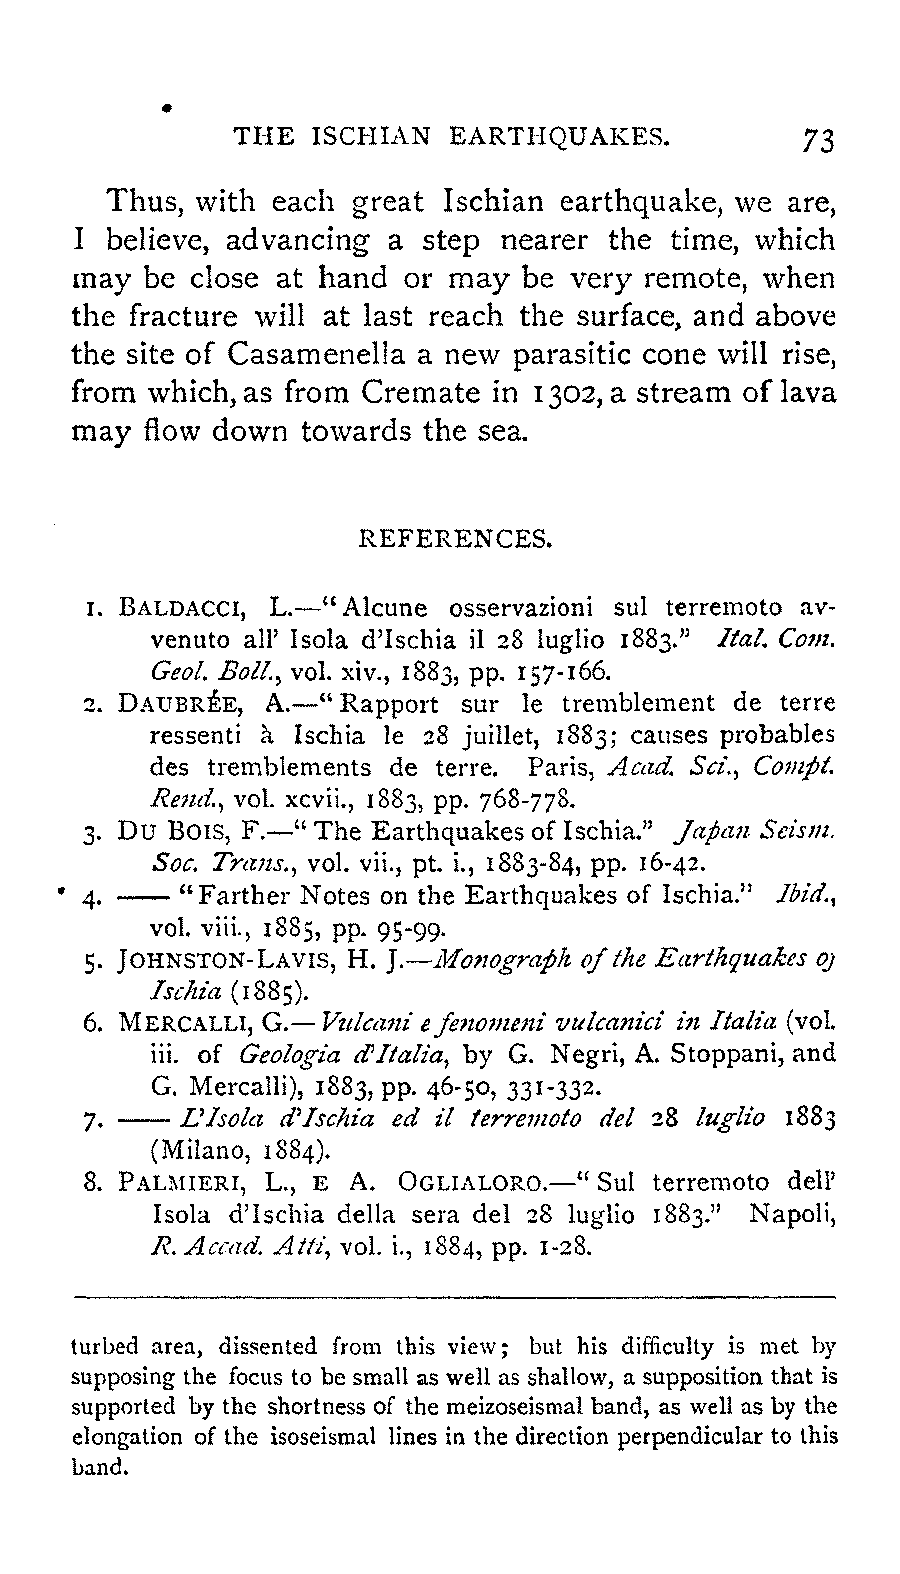 THE ISCHIAN EARTHQUAKES. 73
Thus, with each great Ischian earthquake, we are,
I believe, advancing a step nearer the time, which
may be close at hand or may be very remote, when
the fracture will at last reach the surface, and above
the site of Casamenella a new parasitic cone will rise,
from which, as from Cremate in 1302, a stream of lava
may flow down towards the sea.
REFERENCES.
1. BALDACCI, L.—“Alcune osservazioni sul terremoto av-
venuto all' Isola d'Ischia il 28 luglio 1883.” Ital. Com.
Geol. Boll., vol. xiv., 1883, pp. 157-166.
2. DAUBRÉE, A.—“Rapport sur le tremblement de terre
ressenti à Ischia le 28 juillet, 1883; causes probables
des tremblements de terre. Paris, Acad. Sci., Compt.
Rend., vol. xcvii., 1883, pp. 768-778.
3. DU BOIS, F.—“The Earthquakes of Ischia.” Japan Seism.
Soc. Trans., vol. vii., pt. i., 1883-84, pp. 16-42.
4. —— “Farther Notes on the Earthquakes of Ischia.” Ibid.,
vol. viii., 1885, pp. 95-99.
5. JOHNSTON-LAVIS, H. J.—Monograph of the Earthquakes of
Ischia (1885).
6. MERCALLI, G.—Vulcani e fenomeni vulcanici in Italia (vol.
iii. of Geologia d'Italia, by G. Negri, A. Stoppani, and
G. Mercalli), 1883, pp. 46-50, 331-332.
7. —— L'Isola d'Ischia ed il terremoto del 28 luglio 1883
(Milano, 1884).
8. PALMIERI, L., E A. OGLIALORO.—“Sul terremoto dell'
Isola d'Ischia della sera del 28 luglio 1883.” Napoli,
R. Accad. Atti, vol. i., 1884, pp. 1-28.
turbed area, dissented from this view; but his difficulty is met by
supposing the focus to be small as well as shallow, a supposition that is
supported by the shortness of the meizoseismal band, as well as by the
elongation of the isoseismal lines in the direction perpendicular to this
band.